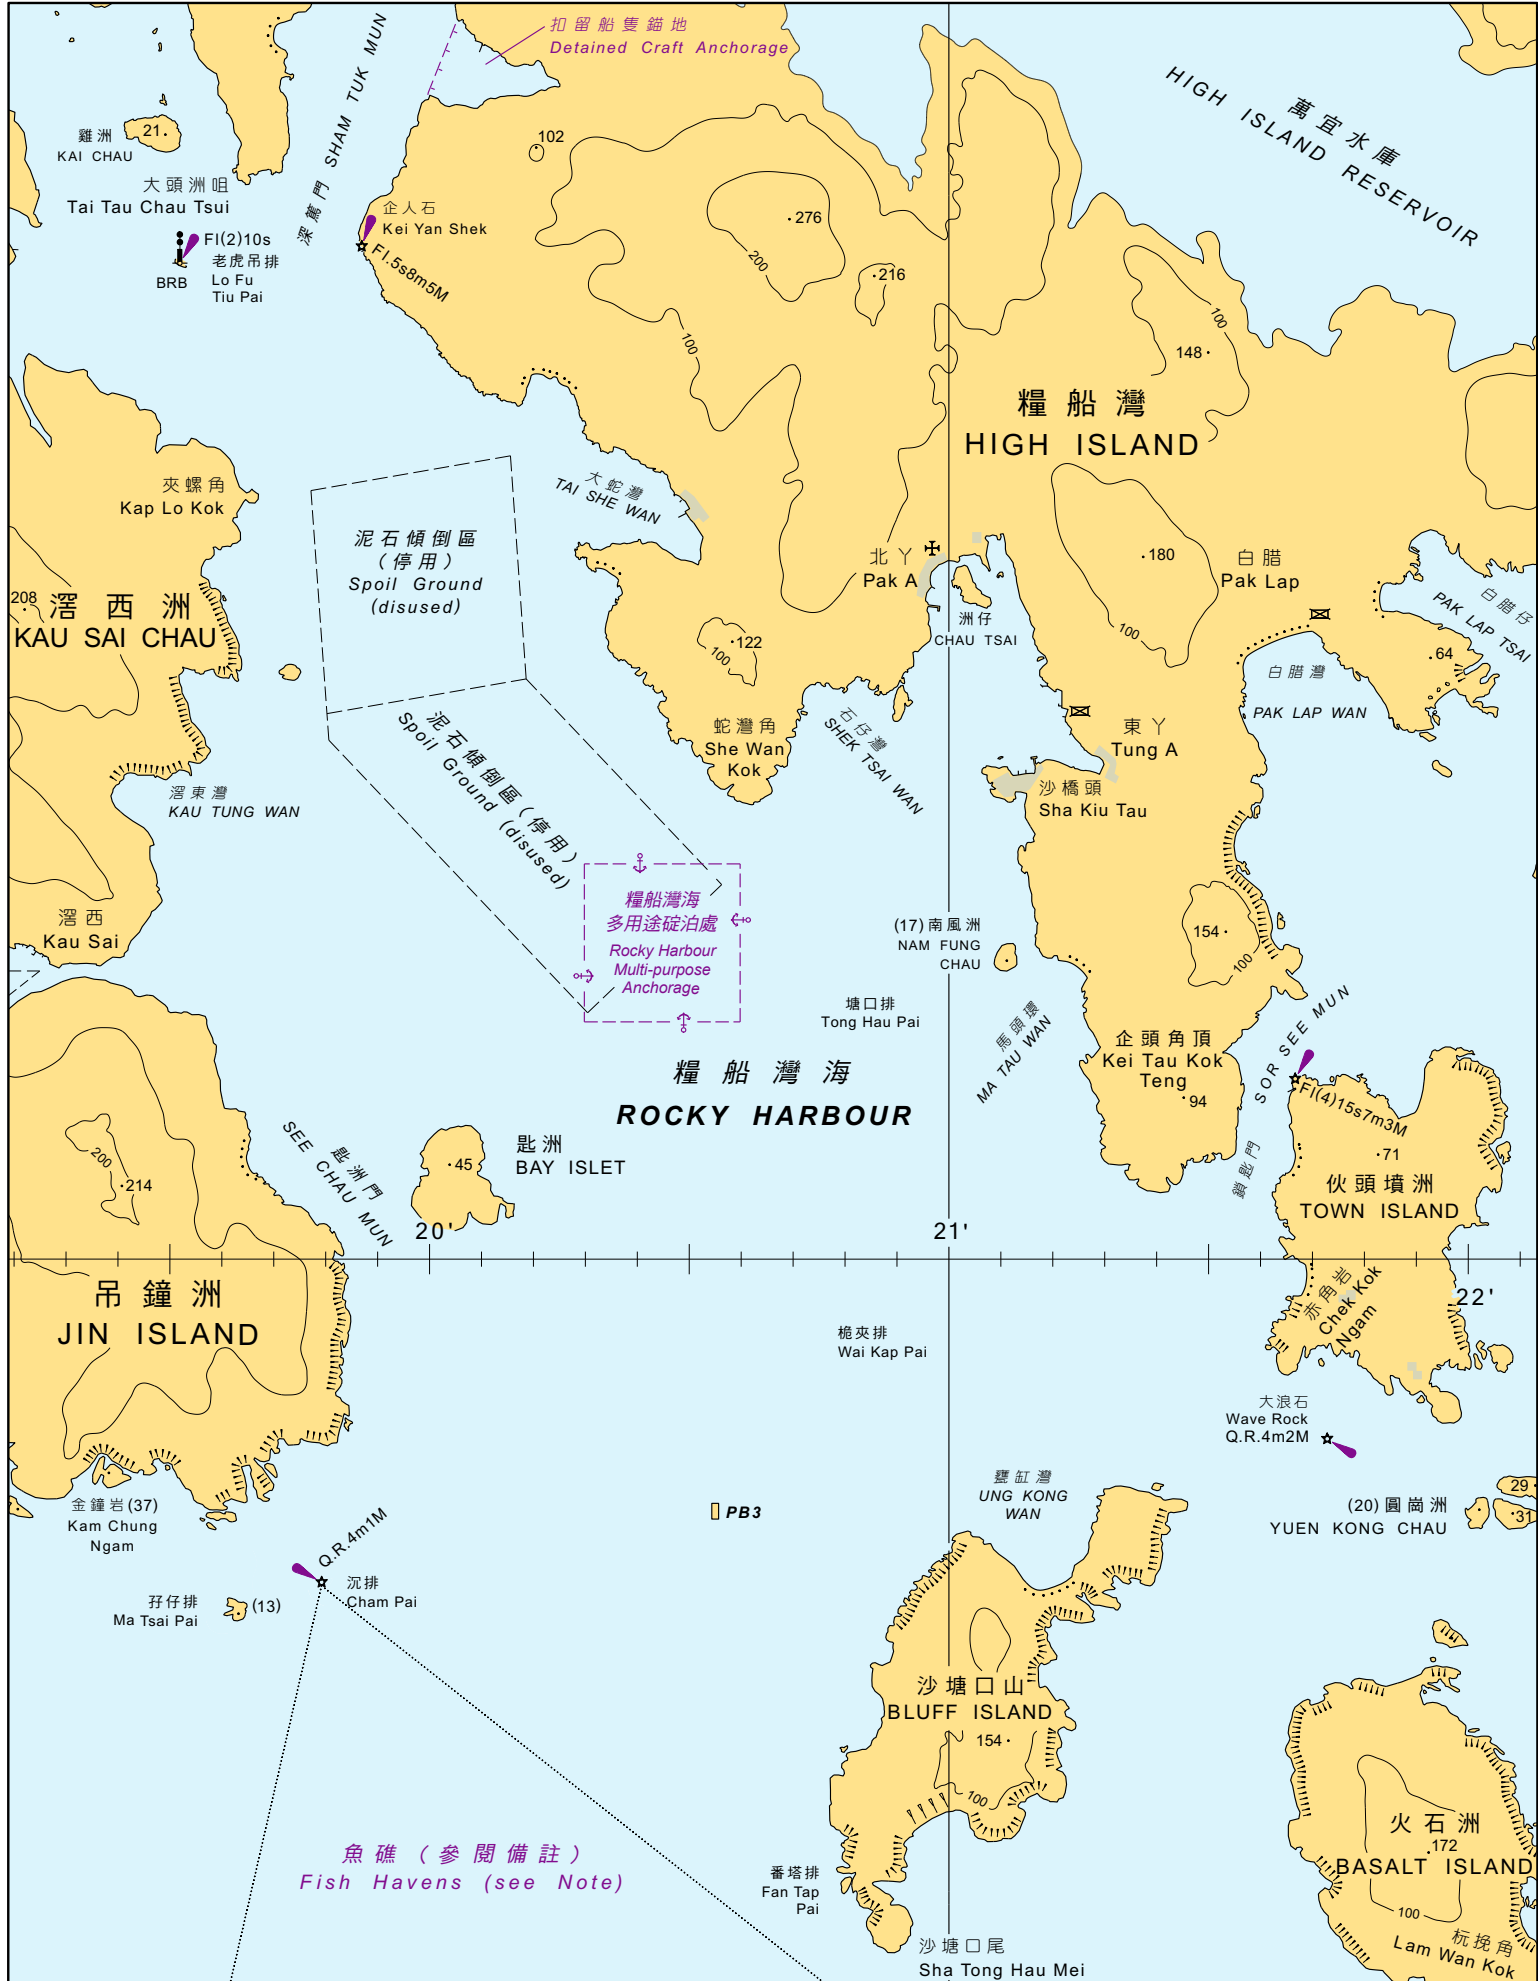 扣留船隻錨地
Detained Craft Anchorage
深篤門 SHAM TUK MUN
萬宜水庫
HIGH ISLAND RESERVOIR
雞洲
KAI CHAU
21
102
大頭洲咀
Tai Tau Chau Tsui
Fl(2)10s
老虎吊排
Lo Fu
Tiu Pai
BRB
企人石
Kei Yan Shek
Fl.5s8m5M
276
200
216
100
100
148
糧船灣
HIGH ISLAND
夾螺角
Kap Lo Kok
大蛇灣
TAI SHE WAN
泥石傾倒區
(停用)
Spoil Ground
(disused)
北丫
Pak A
180
白腊
Pak Lap
白腊仔
PAK LAP TSAI
208
滘西洲
KAU SAI CHAU
洲仔
CHAU TSAI
100
122
100
64
白腊灣
PAK LAP WAN
蛇灣角
She Wan
Kok
石仔灣
SHEK TSAI WAN
東丫
Tung A
泥石傾倒區(停用)
Spoil Ground (disused)
滘東灣
KAU TUNG WAN
沙橋頭
Sha Kiu Tau
滘西
Kau Sai
糧船灣海
多用途碇泊處
Rocky Harbour
Multi-purpose
Anchorage
(17)南風洲
NAM FUNG
CHAU
154
100
塘口排
Tong Hau Pai
馬頭環
MA TAU WAN
企頭角頂
Kei Tau Kok
Teng
94
SOR SEE MUN
鎖匙門
Fl(4)15s7m3M
糧船灣海
ROCKY HARBOUR
71
伙頭墳洲
TOWN ISLAND
匙洲門
SEE CHAU MUN
匙洲
BAY ISLET
45
200
214
20'
21'
22'
吊鐘洲
JIN ISLAND
赤角岩
Chek Kok
Ngam
桅夾排
Wai Kap Pai
大浪石
Wave Rock
Q.R.4m2M
甕缸灣
UNG KONG
WAN
29
31
(20)圓崗洲
YUEN KONG CHAU
金鐘岩(37)
Kam Chung
Ngam
PB3
Q.R.4m1M
沉排
Cham Pai
孖仔排
Ma Tsai Pai
(13)
沙塘口山
BLUFF ISLAND
154
100
火石洲
172
BASALT ISLAND
100
魚礁(參閱備註)
Fish Havens (see Note)
番塔排
Fan Tap
Pai
沙塘口尾
Sha Tong Hau Mei
杬挽角
Lam Wan Kok